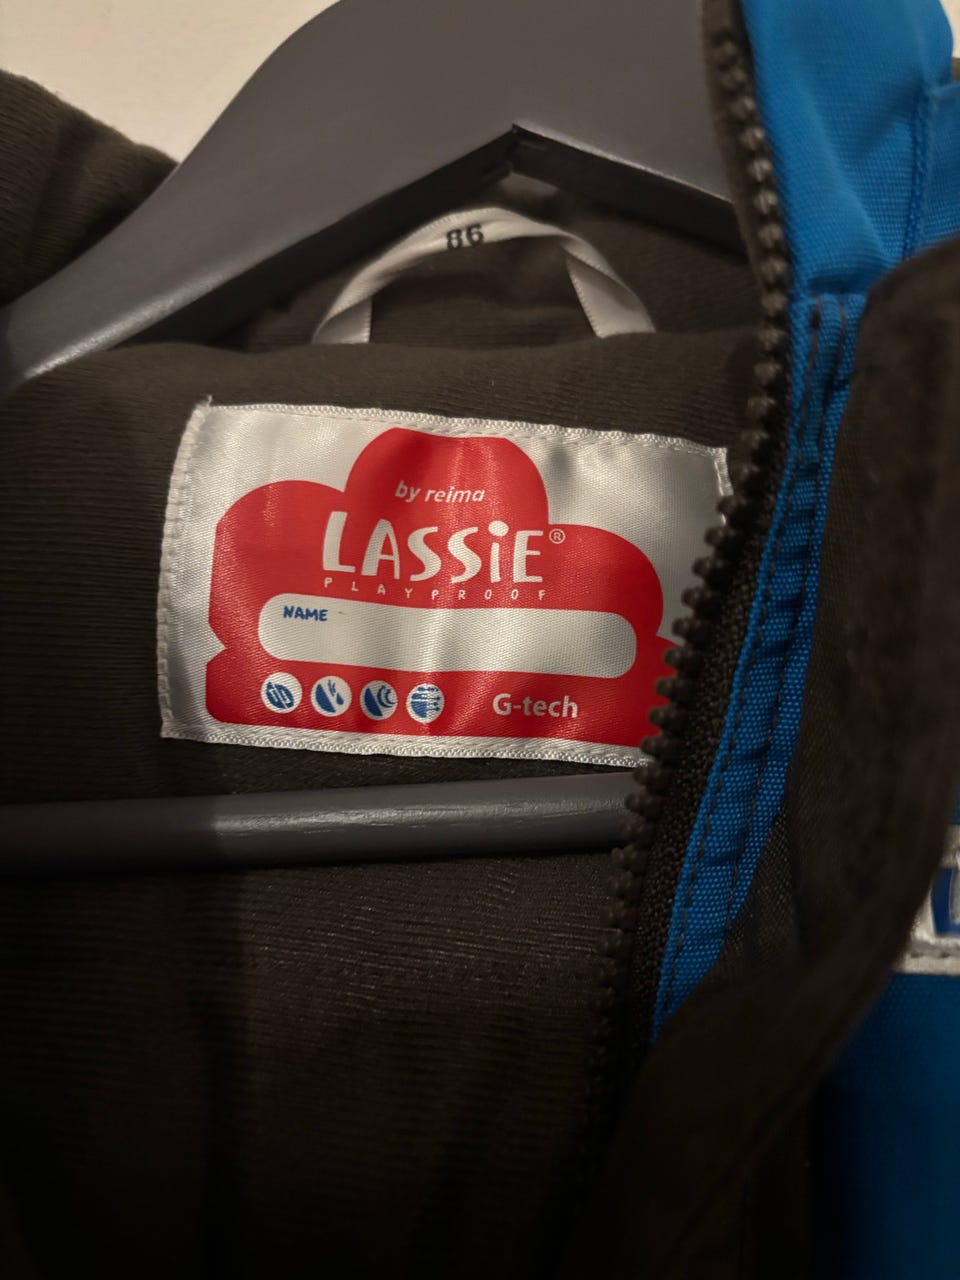 86
by reima
LASSiE®
PLAYPROOF
NAME
G-tech